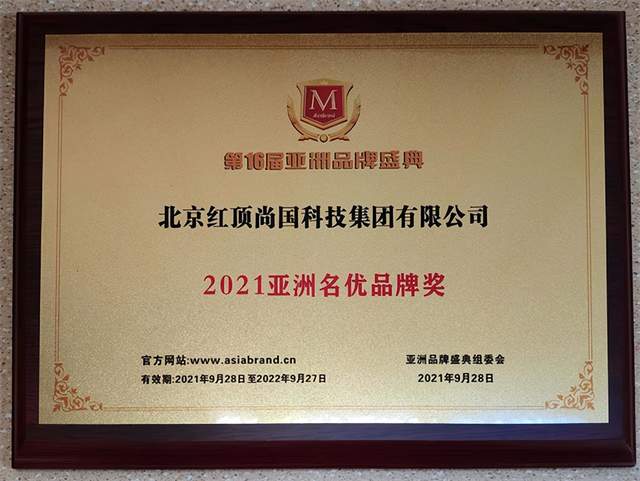 M
第16届亚洲品牌盛典
北京红顶尚国科技集团有限公司
2021亚洲名优品牌奖
官方网站:www.asiabrand.cn
亚洲品牌盛典组委会
有效期:2021年9月28日至2022年9月27日
2021年9月28日